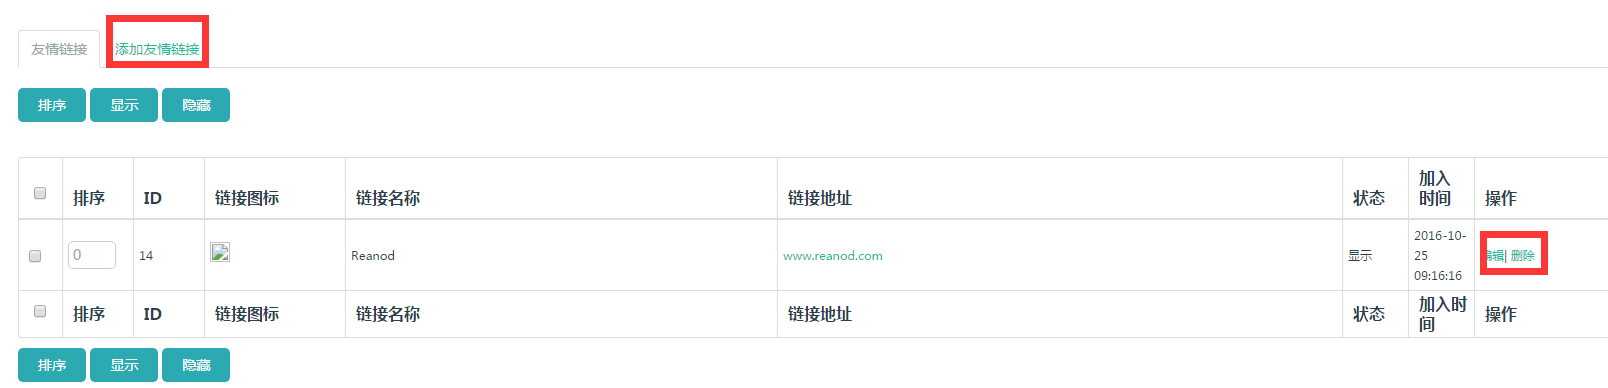 友情链接 添加友情链接
排序 显示 隐藏
排序 ID 链接图标 链接名称 链接地址 状态 加入时间 操作
0 14 Reanod www.reanod.com 显示 2016-10-25 09:16:16 编辑| 删除
排序 ID 链接图标 链接名称 链接地址 状态 加入时间 操作
排序 显示 隐藏